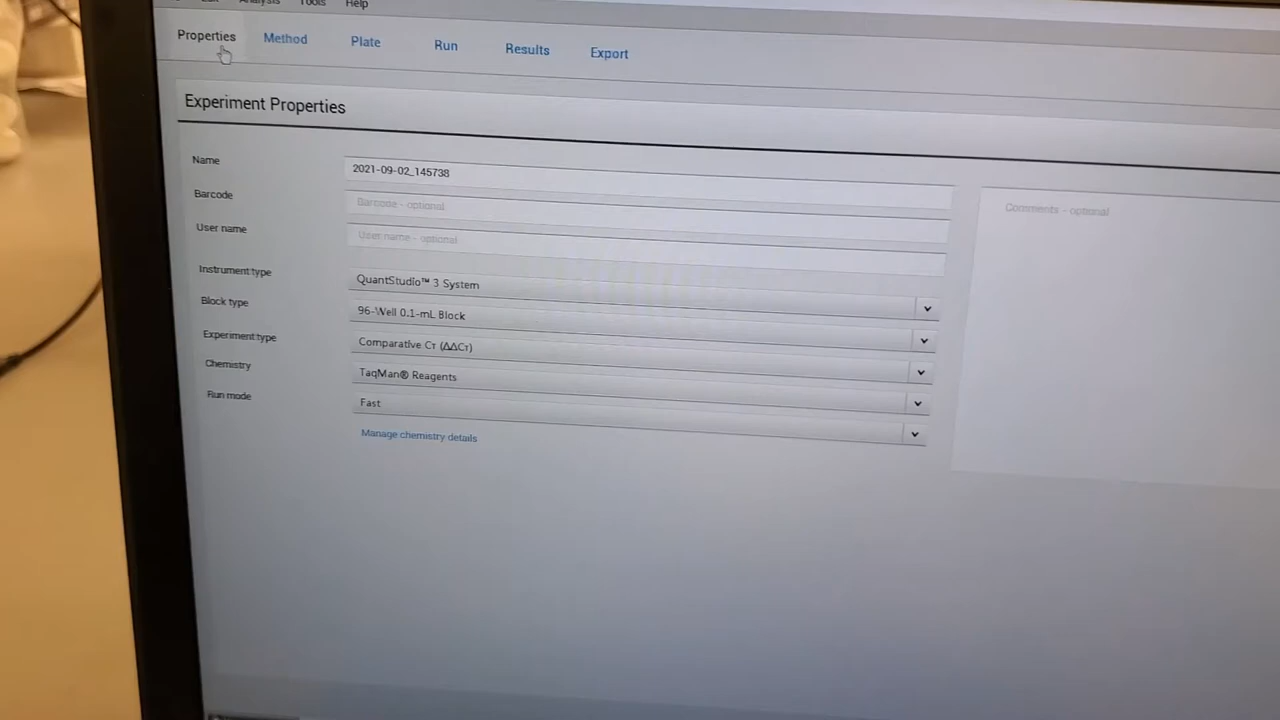 Analysis Tools Help
Properties Method Plate Run Results Export
Experiment Properties
Name 2021-09-02_145738
Comments - optional
Barcode Barcode - optional
User name User name - optional
Instrument type QuantStudio™ 3 System
Block type 96-Well 0.1-mL Block
Experiment type Comparative Cт (ΔΔCт)
Chemistry TaqMan® Reagents
Run mode Fast
Manage chemistry details